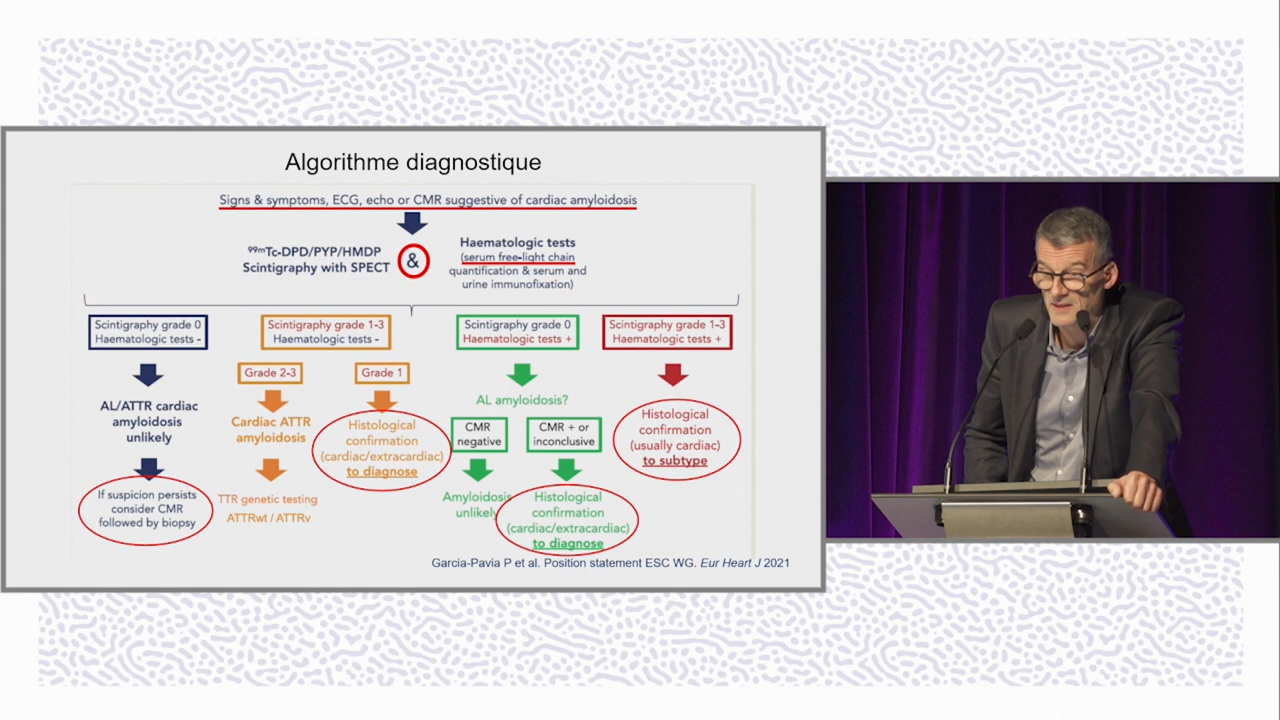 Algorithme diagnostique
Signs & symptoms, ECG, echo or CMR suggestive of cardiac amyloidosis
99mTc-DPD/PYP/HMDP
Scintigraphy with SPECT
&
Haematologic tests
(serum free-light chain
quantification & serum and
urine immunofixation)
Scintigraphy grade 0
Haematologic tests -
Scintigraphy grade 1-3
Haematologic tests -
Scintigraphy grade 0
Haematologic tests +
Scintigraphy grade 1-3
Haematologic tests +
AL/ATTR cardiac
amyloidosis
unlikely
If suspicion persists
consider CMR
followed by biopsy
Grade 2-3
Cardiac ATTR
amyloidosis
TTR genetic testing
ATTRwt / ATTRv
Grade 1
Histological
confirmation
(cardiac/extracardiac)
to diagnose
AL amyloidosis?
CMR
negative
Amyloidosis
unlikely
CMR + or
inconclusive
Histological
confirmation
(cardiac/extracardiac)
to diagnose
Histological
confirmation
(usually cardiac)
to subtype
Garcia-Pavia P et al. Position statement ESC WG. Eur Heart J 2021